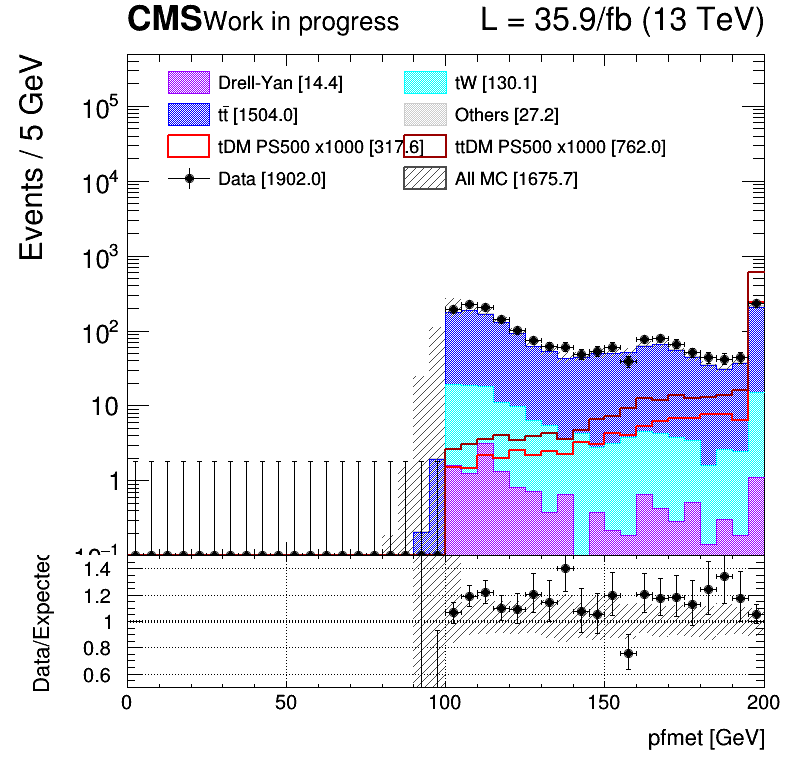 CMS Work in progress L = 35.9/fb (13 TeV)
Events / 5 GeV
Drell-Yan [14.4] tW [130.1]
tt̄ [1504.0] Others [27.2]
tDM PS500 x1000 [317.6] ttDM PS500 x1000 [762.0]
Data [1902.0] All MC [1675.7]
10⁵
10⁴
10³
10²
10
1
10⁻¹
Data/Expected
1.4
1.2
1
0.8
0.6
0 50 100 150 200
pfmet [GeV]